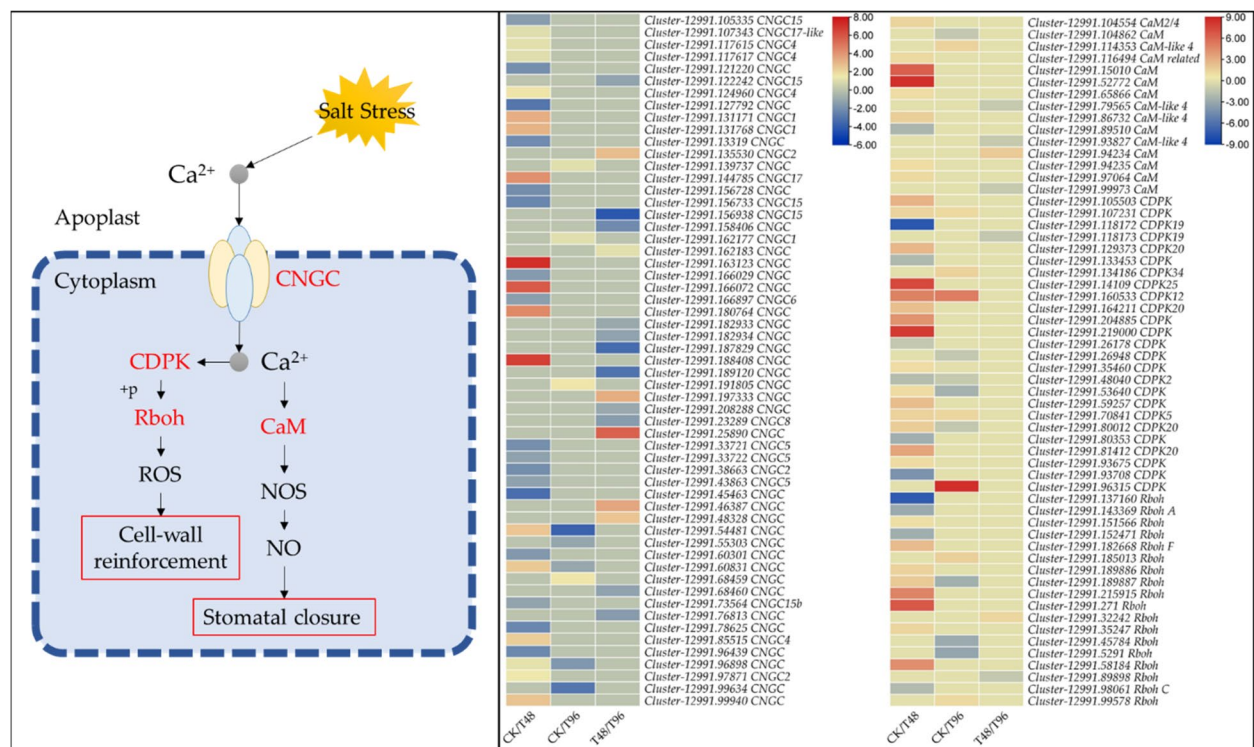 Salt Stress
Ca²⁺
Apoplast
Cytoplasm
CNGC
CDPK
Ca²⁺
+p
Rboh
CaM
ROS
NOS
Cell-wall
reinforcement
NO
Stomatal closure
Cluster-12991.105335 CNGC15
Cluster-12991.107343 CNGC17-like
Cluster-12991.117615 CNGC4
Cluster-12991.117617 CNGC4
Cluster-12991.121220 CNGC
Cluster-12991.122242 CNGC15
Cluster-12991.124960 CNGC4
Cluster-12991.127792 CNGC
Cluster-12991.131171 CNGC1
Cluster-12991.131768 CNGC1
Cluster-12991.13319 CNGC
Cluster-12991.135530 CNGC2
Cluster-12991.139737 CNGC
Cluster-12991.144785 CNGC17
Cluster-12991.156728 CNGC
Cluster-12991.156733 CNGC15
Cluster-12991.156938 CNGC15
Cluster-12991.158406 CNGC
Cluster-12991.162177 CNGC1
Cluster-12991.162183 CNGC
Cluster-12991.163123 CNGC
Cluster-12991.166029 CNGC
Cluster-12991.166072 CNGC
Cluster-12991.166897 CNGC6
Cluster-12991.180764 CNGC
Cluster-12991.182933 CNGC
Cluster-12991.182934 CNGC
Cluster-12991.187829 CNGC
Cluster-12991.188408 CNGC
Cluster-12991.189120 CNGC
Cluster-12991.191805 CNGC
Cluster-12991.197333 CNGC
Cluster-12991.208288 CNGC
Cluster-12991.23289 CNGC8
Cluster-12991.25890 CNGC
Cluster-12991.33721 CNGC5
Cluster-12991.33722 CNGC5
Cluster-12991.38663 CNGC2
Cluster-12991.43863 CNGC5
Cluster-12991.45463 CNGC
Cluster-12991.46387 CNGC
Cluster-12991.48328 CNGC
Cluster-12991.54481 CNGC
Cluster-12991.55303 CNGC
Cluster-12991.60301 CNGC
Cluster-12991.60831 CNGC
Cluster-12991.68459 CNGC
Cluster-12991.68460 CNGC
Cluster-12991.73564 CNGC15b
Cluster-12991.76813 CNGC
Cluster-12991.78625 CNGC
Cluster-12991.85515 CNGC4
Cluster-12991.96439 CNGC
Cluster-12991.96898 CNGC
Cluster-12991.97871 CNGC2
Cluster-12991.99634 CNGC
Cluster-12991.99940 CNGC
CK/T48
CK/T96
T48/T96
8.00
6.00
4.00
2.00
0.00
-2.00
-4.00
-6.00
Cluster-12991.104554 CaM2/4
Cluster-12991.104862 CaM
Cluster-12991.114353 CaM-like 4
Cluster-12991.116494 CaM related
Cluster-12991.15010 CaM
Cluster-12991.52772 CaM
Cluster-12991.65866 CaM
Cluster-12991.79565 CaM-like 4
Cluster-12991.86732 CaM-like 4
Cluster-12991.89510 CaM
Cluster-12991.93827 CaM-like 4
Cluster-12991.94234 CaM
Cluster-12991.94235 CaM
Cluster-12991.97064 CaM
Cluster-12991.99973 CaM
Cluster-12991.105503 CDPK
Cluster-12991.107231 CDPK
Cluster-12991.118172 CDPK19
Cluster-12991.118773 CDPK19
Cluster-12991.129373 CDPK20
Cluster-12991.133453 CDPK
Cluster-12991.134186 CDPK34
Cluster-12991.14109 CDPK25
Cluster-12991.160533 CDPK12
Cluster-12991.164211 CDPK20
Cluster-12991.204885 CDPK
Cluster-12991.219000 CDPK
Cluster-12991.26178 CDPK
Cluster-12991.26948 CDPK
Cluster-12991.35460 CDPK
Cluster-12991.48040 CDPK2
Cluster-12991.53640 CDPK
Cluster-12991.59257 CDPK
Cluster-12991.70841 CDPK5
Cluster-12991.80012 CDPK20
Cluster-12991.80353 CDPK
Cluster-12991.81412 CDPK20
Cluster-12991.93675 CDPK
Cluster-12991.93708 CDPK
Cluster-12991.96315 CDPK
Cluster-12991.137160 Rboh
Cluster-12991.143369 Rboh A
Cluster-12991.151566 Rboh
Cluster-12991.152471 Rboh
Cluster-12991.182668 Rboh F
Cluster-12991.185013 Rboh
Cluster-12991.189886 Rboh
Cluster-12991.189887 Rboh
Cluster-12991.215915 Rboh
Cluster-12991.271 Rboh
Cluster-12991.32242 Rboh
Cluster-12991.35247 Rboh
Cluster-12991.45784 Rboh
Cluster-12991.5291 Rboh
Cluster-12991.58184 Rboh
Cluster-12991.89898 Rboh
Cluster-12991.98061 Rboh C
Cluster-12991.99578 Rboh
CK/T48
CK/T96
T48/T96
9.00
6.00
3.00
0.00
-3.00
-6.00
-9.00